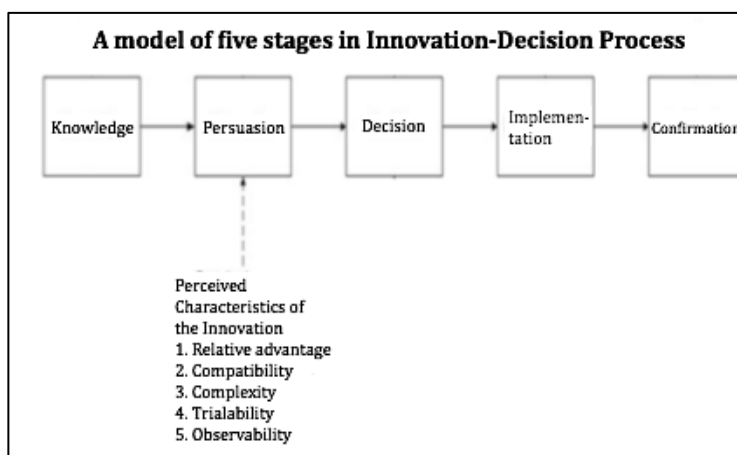 A model of five stages in Innovation-Decision Process
Knowledge
Persuasion
Decision
Implemen-
tation
Confirmation
Perceived
Characteristics of
the Innovation
1. Relative advantage
2. Compatibility
3. Complexity
4. Trialability
5. Observability